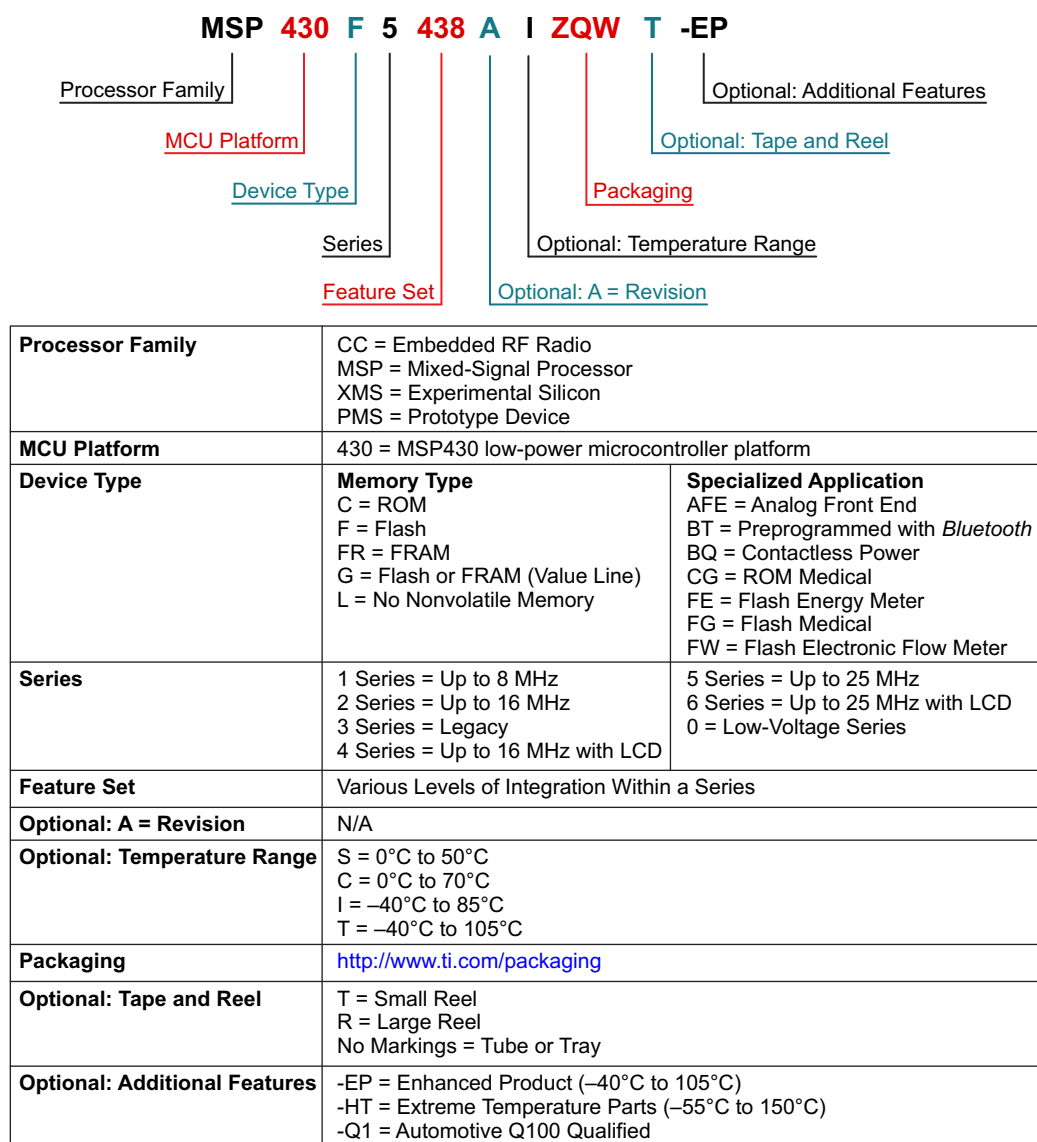 MSP 430 F 5 438 A I ZQW T -EP
Processor Family
Optional: Additional Features
MCU Platform
Optional: Tape and Reel
Device Type
Packaging
Series
Optional: Temperature Range
Feature Set
Optional: A = Revision
Processor Family
CC = Embedded RF Radio
MSP = Mixed-Signal Processor
XMS = Experimental Silicon
PMS = Prototype Device
MCU Platform
430 = MSP430 low-power microcontroller platform
Device Type
Memory Type
C = ROM
F = Flash
FR = FRAM
G = Flash or FRAM (Value Line)
L = No Nonvolatile Memory
Specialized Application
AFE = Analog Front End
BT = Preprogrammed with Bluetooth
BQ = Contactless Power
CG = ROM Medical
FE = Flash Energy Meter
FG = Flash Medical
FW = Flash Electronic Flow Meter
Series
1 Series = Up to 8 MHz
2 Series = Up to 16 MHz
3 Series = Legacy
4 Series = Up to 16 MHz with LCD
5 Series = Up to 25 MHz
6 Series = Up to 25 MHz with LCD
0 = Low-Voltage Series
Feature Set
Various Levels of Integration Within a Series
Optional: A = Revision
N/A
Optional: Temperature Range
S = 0°C to 50°C
C = 0°C to 70°C
I = –40°C to 85°C
T = –40°C to 105°C
Packaging
http://www.ti.com/packaging
Optional: Tape and Reel
T = Small Reel
R = Large Reel
No Markings = Tube or Tray
Optional: Additional Features
-EP = Enhanced Product (–40°C to 105°C)
-HT = Extreme Temperature Parts (–55°C to 150°C)
-Q1 = Automotive Q100 Qualified